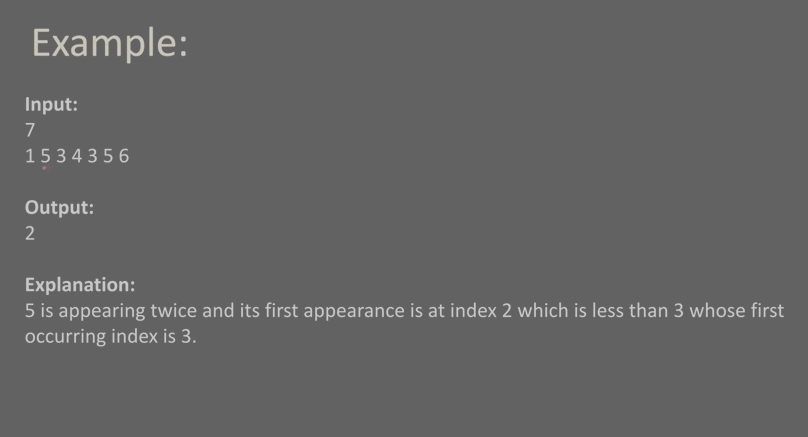 Example:
Input:
7
1 5 3 4 3 5 6
Output:
2
Explanation:
5 is appearing twice and its first appearance is at index 2 which is less than 3 whose first
occurring index is 3.